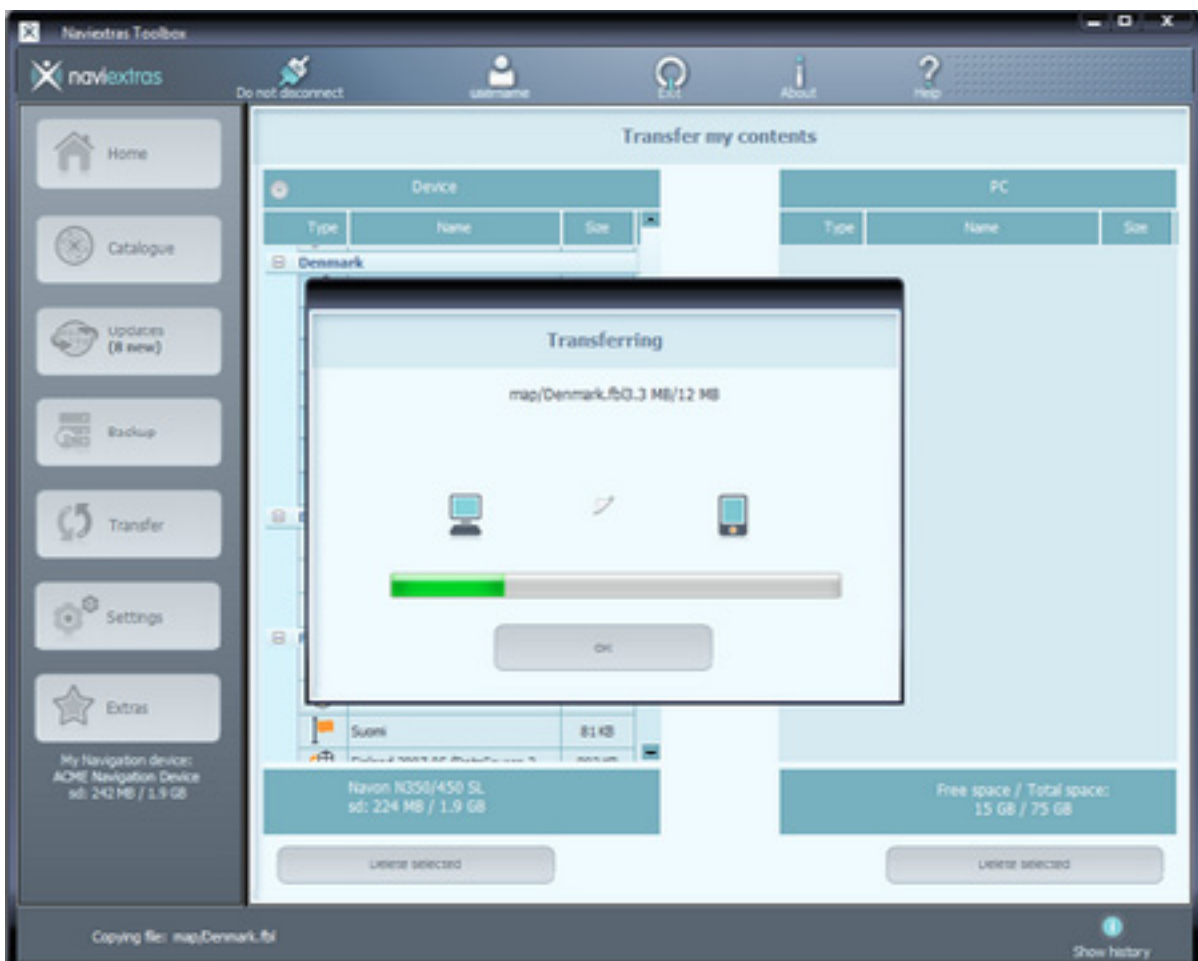 Naviextras Toolbox
naviextras
Do not disconnect
username
Exit
About
Help
Home
Catalogue
Updates
(8 new)
Backup
Transfer
Settings
Extras
My Navigation device:
ACME Navigation Device
sd: 242 MB / 1.9 GB
Transfer my contents
Device
Type Name Size
Denmark
Suomi 81 KB
Navon N350/450 SL
sd: 224 MB / 1.9 GB
Delete selected
PC
Type Name Size
Free space / Total space:
15 GB / 75 GB
Delete selected
Transferring
map/Denmark.fbl3.3 MB/12 MB
OK
Copying file: map/Denmark.fbl
Show history